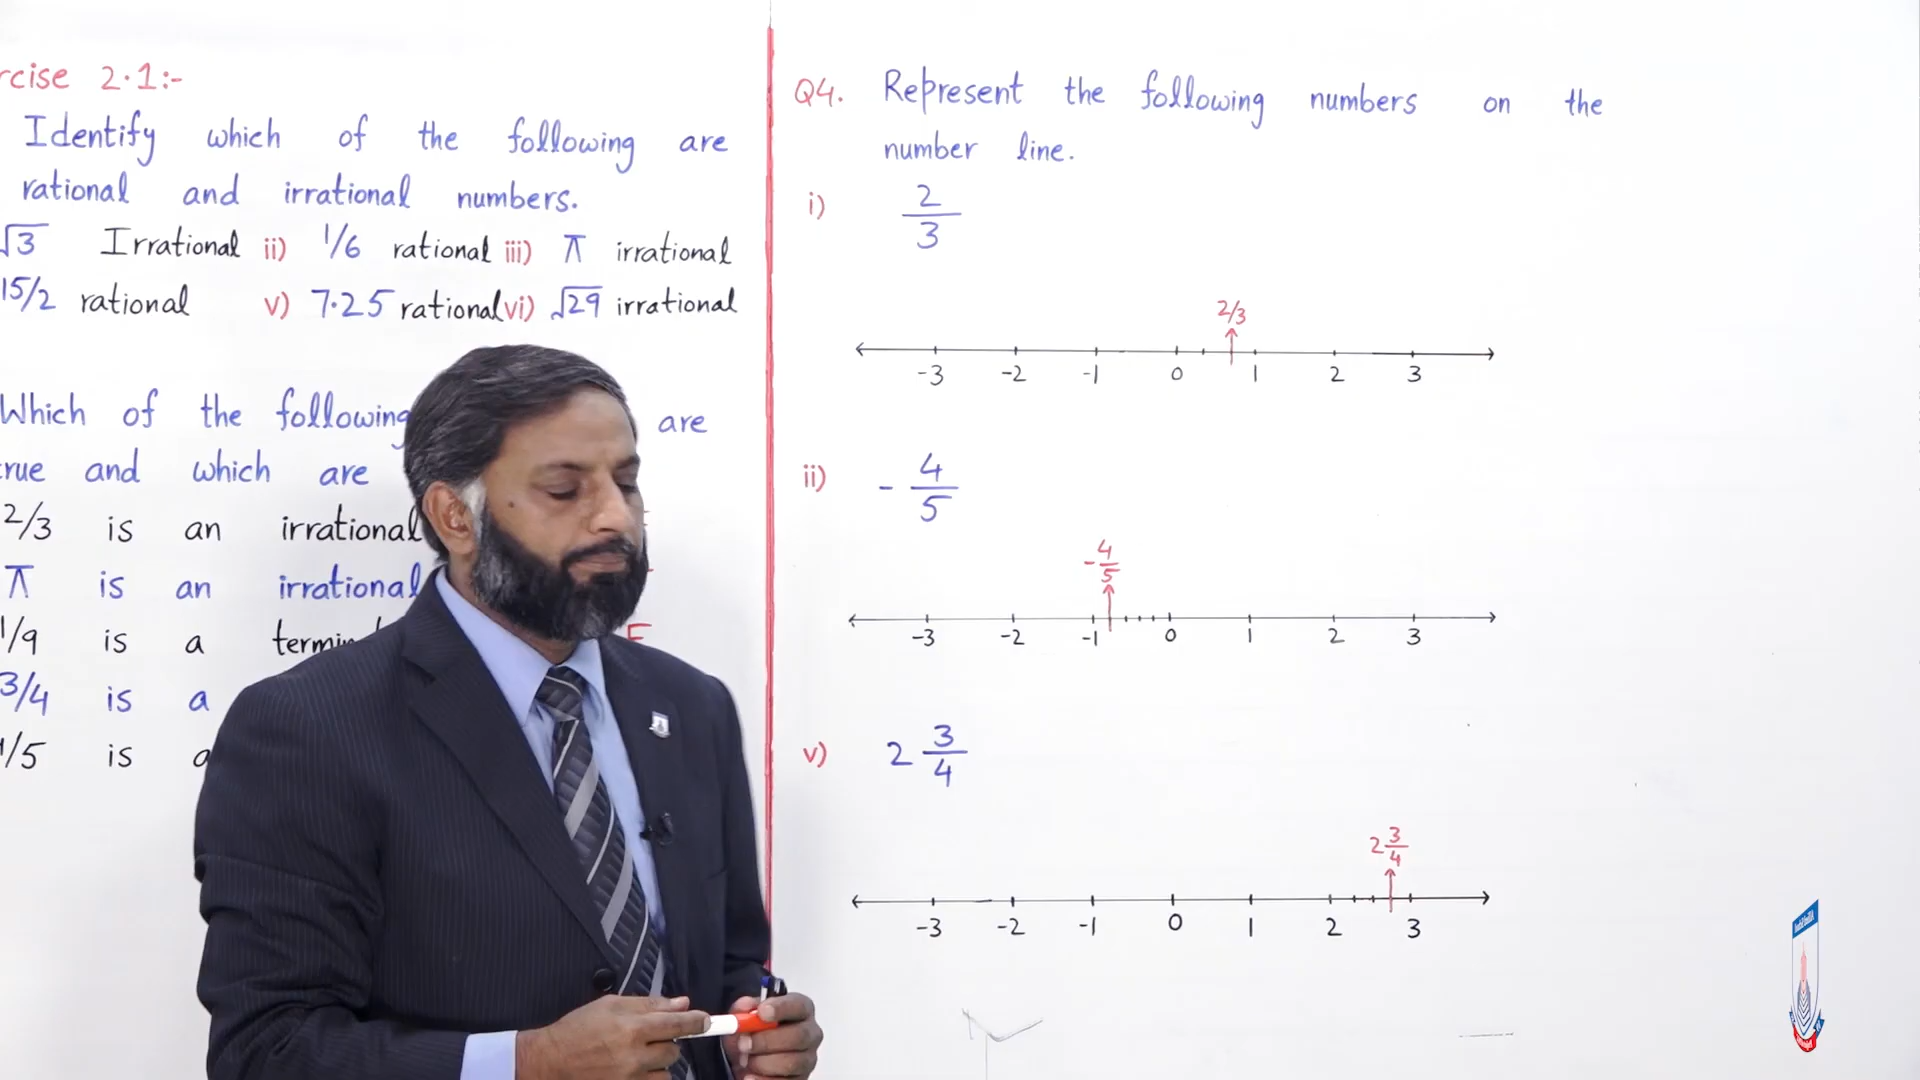 rcise 2.1:-
Identify which of the following are
rational and irrational numbers.
√3 Irrational ii) 1/6 rational iii) π irrational
15/2 rational v) 7.25 rational vi) √29 irrational
Which of the following are
true and which are
2/3 is an irrational
π is an irrational
1/9 is a termin
3/4 is a
1/5 is a
F
Q4. Represent the following numbers on the
number line.
i) 2/3
2/3
-3 -2 -1 0 1 2 3
ii) -4/5
-4/5
-3 -2 -1 0 1 2 3
v) 2 3/4
2 3/4
-3 -2 -1 0 1 2 3